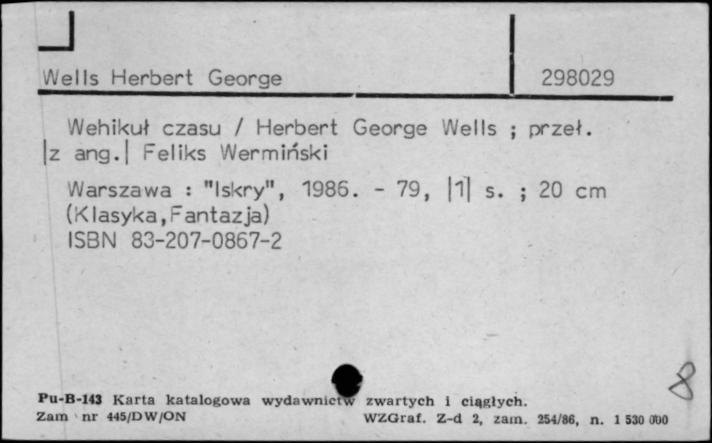 Wells Herbert George 298029
Wehikuł czasu / Herbert George Wells ; przeł.
|z ang.| Feliks Wermiński
Warszawa : "Iskry", 1986. - 79, |1| s. ; 20 cm
(Klasyka,Fantazja)
ISBN 83-207-0867-2
8
Pu-B-143 Karta katalogowa wydawnictw zwartych i ciągłych.
Zam nr 445/DW/ON WZGraf. Z-d 2, zam. 254/86, n. 1 530 000